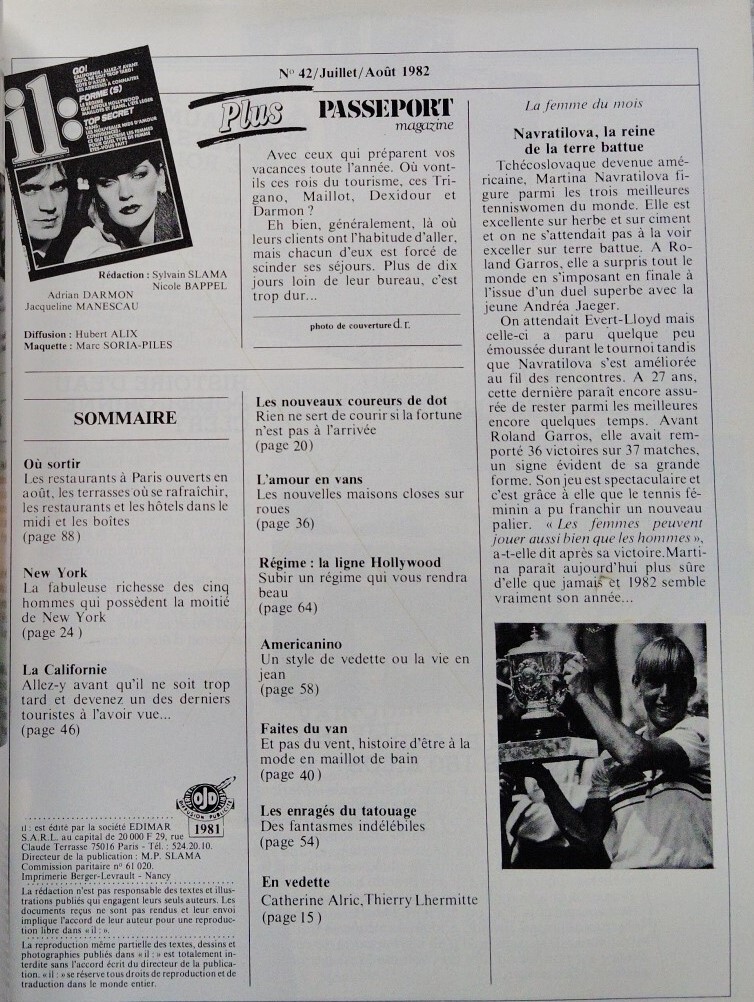 N° 42/Juillet/Août 1982
il:
GO!
FORME(S)
TOP SECRET
Rédaction : Sylvain SLAMA
Nicole BAPPEL
Adrian DARMON
Jacqueline MANESCAU
Diffusion : Hubert ALIX
Maquette : Marc SORIA-PILES
Plus PASSEPORT
magazine
Avec ceux qui préparent vos
vacances toute l'année. Où vont-
ils ces rois du tourisme, ces Tri-
gano, Maillot, Dexidour et
Darmon ?
Eh bien, généralement, là où
leurs clients ont l'habitude d'aller,
mais chacun d'eux est forcé de
scinder ses séjours. Plus de dix
jours loin de leur bureau, c'est
trop dur...
photo de couverture d.r.
SOMMAIRE
Où sortir
Les restaurants à Paris ouverts en
août, les terrasses où se rafraîchir,
les restaurants et les hôtels dans le
midi et les boîtes
(page 88)
New York
La fabuleuse richesse des cinq
hommes qui possèdent la moitié
de New York
(page 24 )
La Californie
Allez-y avant qu'il ne soit trop
tard et devenez un des derniers
touristes à l'avoir vue...
(page 46)
OJD
DIFFUSION PUBLICITE
1981
il: est édité par la société EDIMAR
S.A.R.L. au capital de 20 000 F 29, rue
Claude Terrasse 75016 Paris - Tél. : 524.20.10.
Directeur de la publication : M.P. SLAMA
Commission paritaire n° 61 020.
Imprimerie Berger-Levrault - Nancy
La rédaction n'est pas responsable des textes et illus-
trations publiés qui engagent leurs seuls auteurs. Les
documents reçus ne sont pas rendus et leur envoi
implique l'accord de leur auteur pour une reproduc-
tion libre dans « il : ».
La reproduction même partielle des textes, dessins et
photographies publiés dans « il : » est totalement in-
terdite sans l'accord écrit du directeur de la publica-
tion. « il : » se réserve tous droits de reproduction et de
traduction dans le monde entier.
Les nouveaux coureurs de dot
Rien ne sert de courir si la fortune
n'est pas à l'arrivée
(page 20)
L'amour en vans
Les nouvelles maisons closes sur
roues
(page 36)
Régime : la ligne Hollywood
Subir un régime qui vous rendra
beau
(page 64)
Americanino
Un style de vedette ou la vie en
jean
(page 58)
Faites du van
Et pas du vent, histoire d'être à la
mode en maillot de bain
(page 40)
Les enragés du tatouage
Des fantasmes indélébiles
(page 54)
En vedette
Catherine Alric, Thierry Lhermitte
(page 15 )
La femme du mois
Navratilova, la reine
de la terre battue
Tchécoslovaque devenue amé-
ricaine, Martina Navratilova fi-
gure parmi les trois meilleures
tenniswomen du monde. Elle est
excellente sur herbe et sur ciment
et on ne s'attendait pas à la voir
exceller sur terre battue. A Ro-
land Garros, elle a surpris tout le
monde en s'imposant en finale à
l'issue d'un duel superbe avec la
jeune Andréa Jaeger.
On attendait Evert-Lloyd mais
celle-ci a paru quelque peu
émoussée durant le tournoi tandis
que Navratilova s'est améliorée
au fil des rencontres. A 27 ans,
cette dernière paraît encore assu-
rée de rester parmi les meilleures
encore quelques temps. Avant
Roland Garros, elle avait rem-
porté 36 victoires sur 37 matches,
un signe évident de sa grande
forme. Son jeu est spectaculaire et
c'est grâce à elle que le tennis fé-
minin a pu franchir un nouveau
palier. « Les femmes peuvent
jouer aussi bien que les hommes »,
a-t-elle dit après sa victoire.Marti-
na paraît aujourd'hui plus sûre
d'elle que jamais et 1982 semble
vraiment son année...